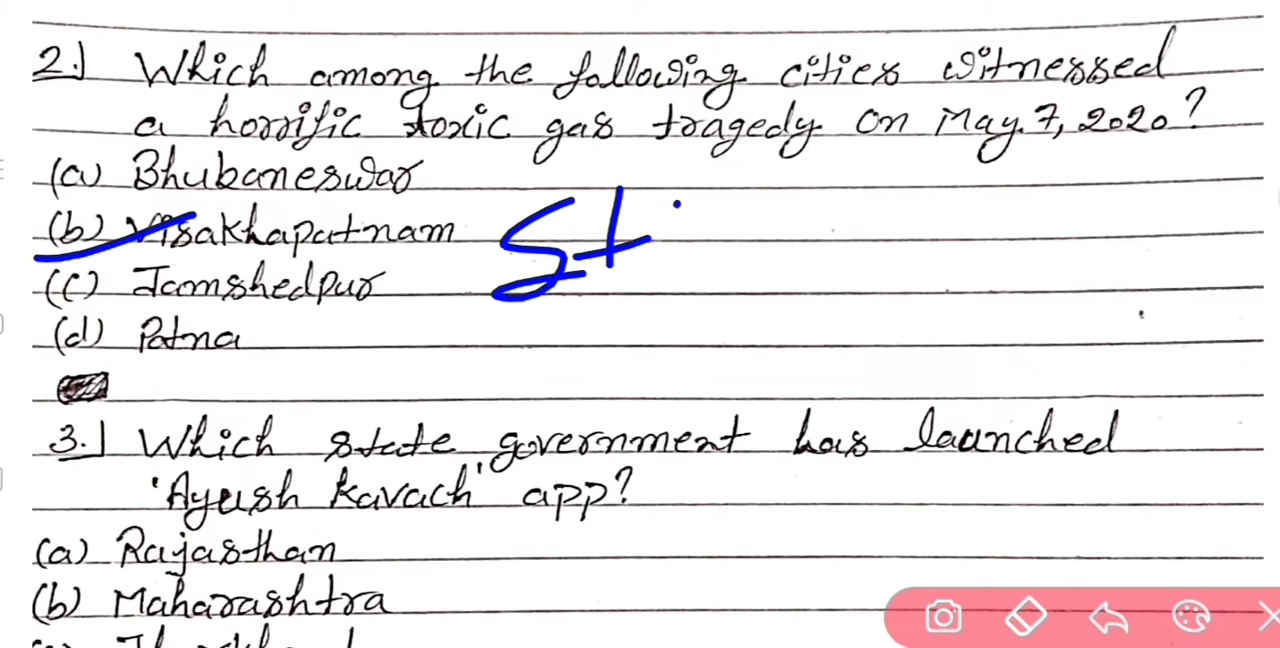 2.) Which among the following cities witnessed
a horrific toxic gas tragedy on May 7, 2020?
(a) Bhubaneswar
(b) Visakhapatnam
St
(c) Jamshedpur
(d) Patna
3.) Which state government has launched
'Ayush Kavach' app?
(a) Rajasthan
(b) Maharashtra